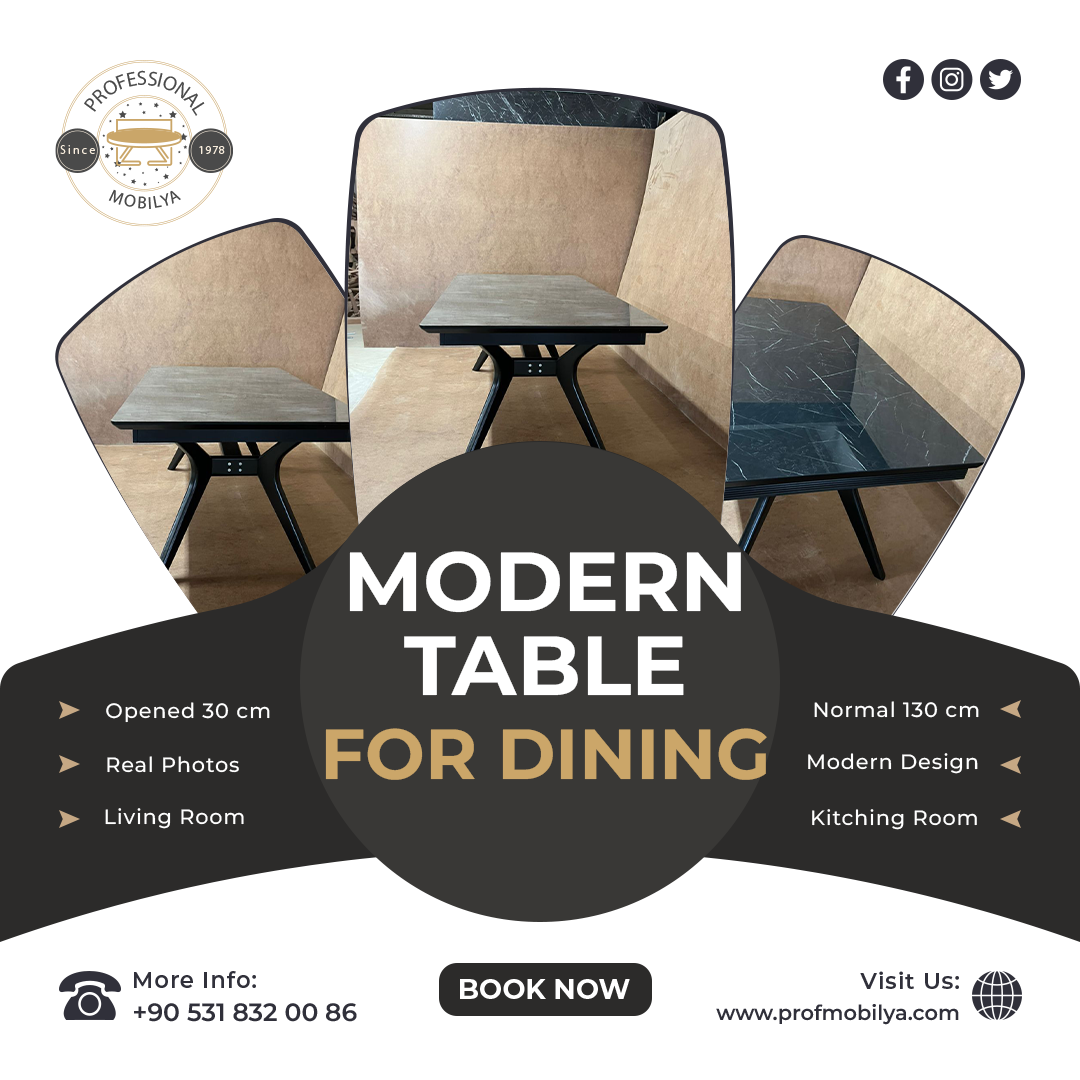 PROFESSIONAL
Since
1978
MOBILYA
MODERN
TABLE
FOR DINING
Opened 30 cm
Real Photos
Living Room
Normal 130 cm
Modern Design
Kitching Room
More Info:
+90 531 832 00 86
BOOK NOW
Visit Us:
www.profmobilya.com